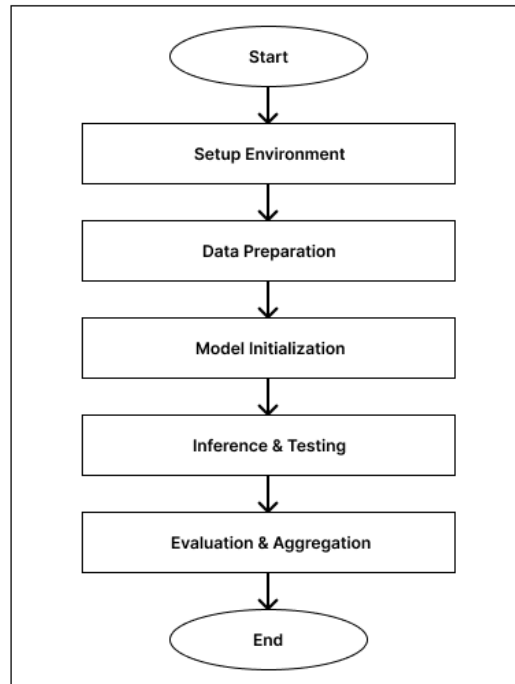 Start
Setup Environment
Data Preparation
Model Initialization
Inference & Testing
Evaluation & Aggregation
End